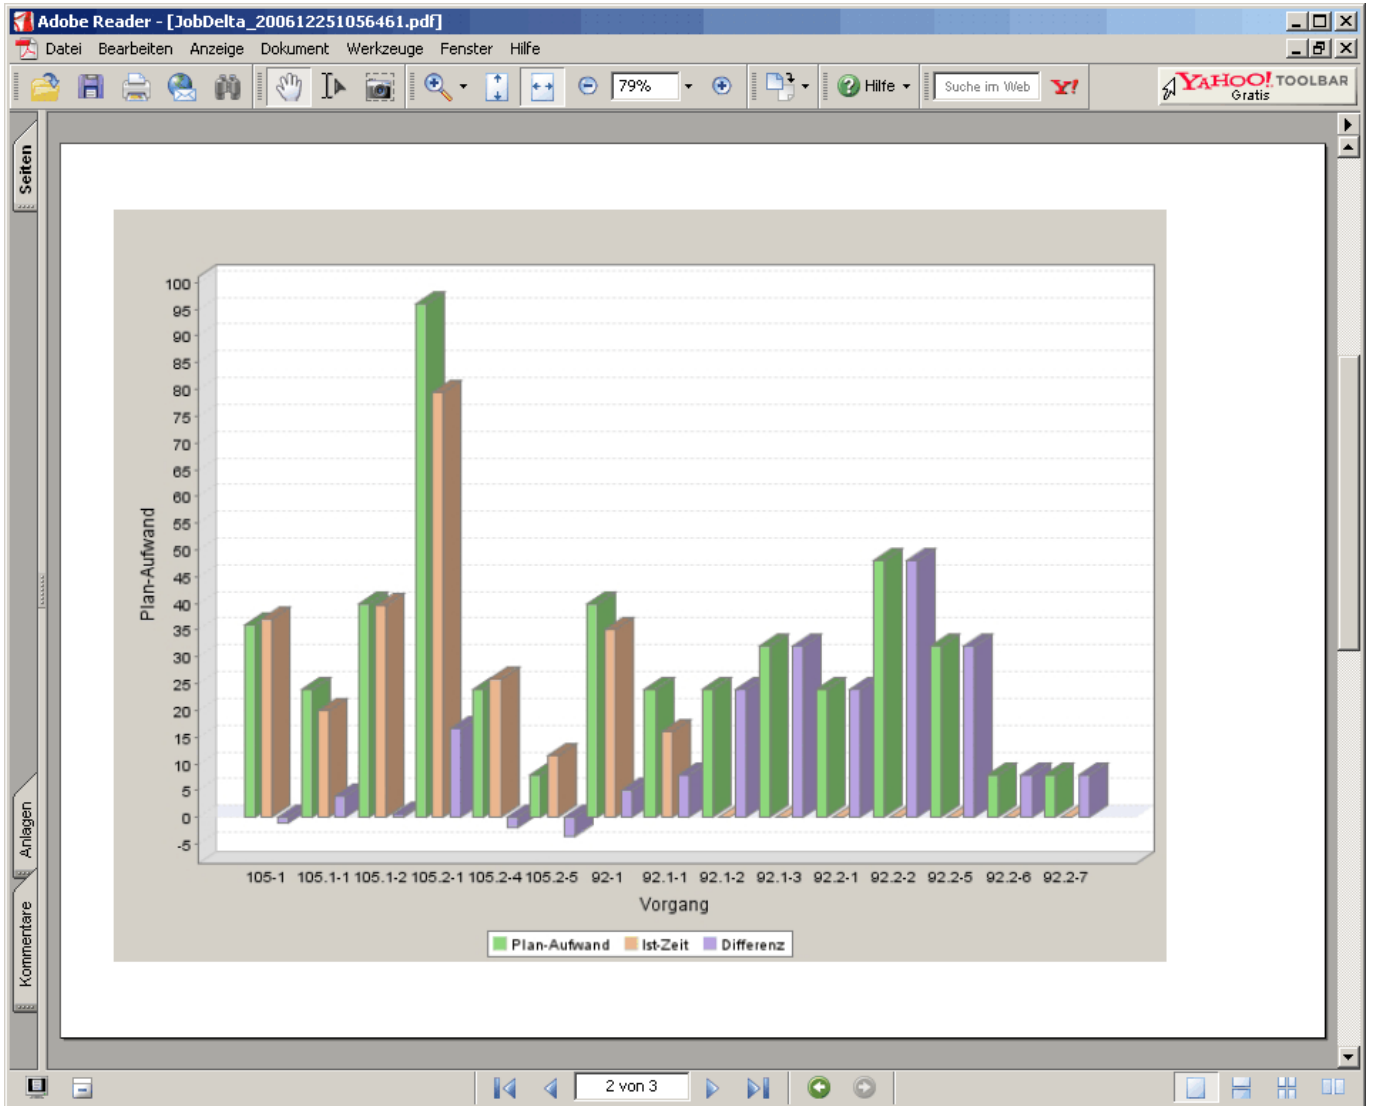 Adobe Reader - [JobDelta_200612251056461.pdf]
Datei Bearbeiten Anzeige Dokument Werkzeuge Fenster Hilfe
79% Hilfe Suche im Web Y! YAHOO! TOOLBAR
Gratis
Seiten
Anlagen
Kommentare
100
95
90
85
80
75
70
65
60
55
50
45
40
35
30
25
20
15
10
5
0
-5
Plan-Aufwand
105-1 105.1-1 105.1-2 105.2-1 105.2-4 105.2-5 92-1 92.1-1 92.1-2 92.1-3 92.2-1 92.2-2 92.2-5 92.2-6 92.2-7
Vorgang
Plan-Aufwand Ist-Zeit Differenz
2 von 3